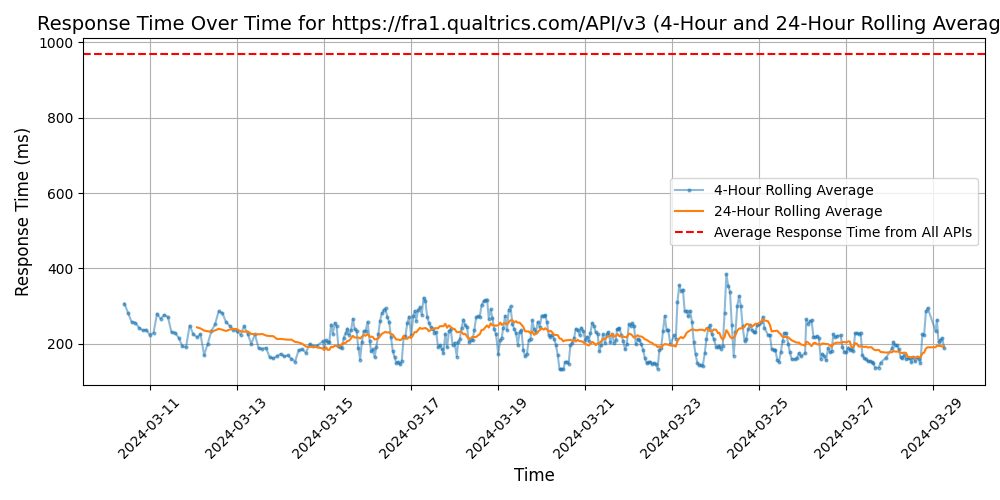 Response Time Over Time for https://fra1.qualtrics.com/API/v3 (4-Hour and 24-Hour Rolling Averag
1000
800
600
400
200
Response Time (ms)
4-Hour Rolling Average
24-Hour Rolling Average
Average Response Time from All APIs
2024-03-11
2024-03-13
2024-03-15
2024-03-17
2024-03-19
2024-03-21
2024-03-23
2024-03-25
2024-03-27
2024-03-29
Time